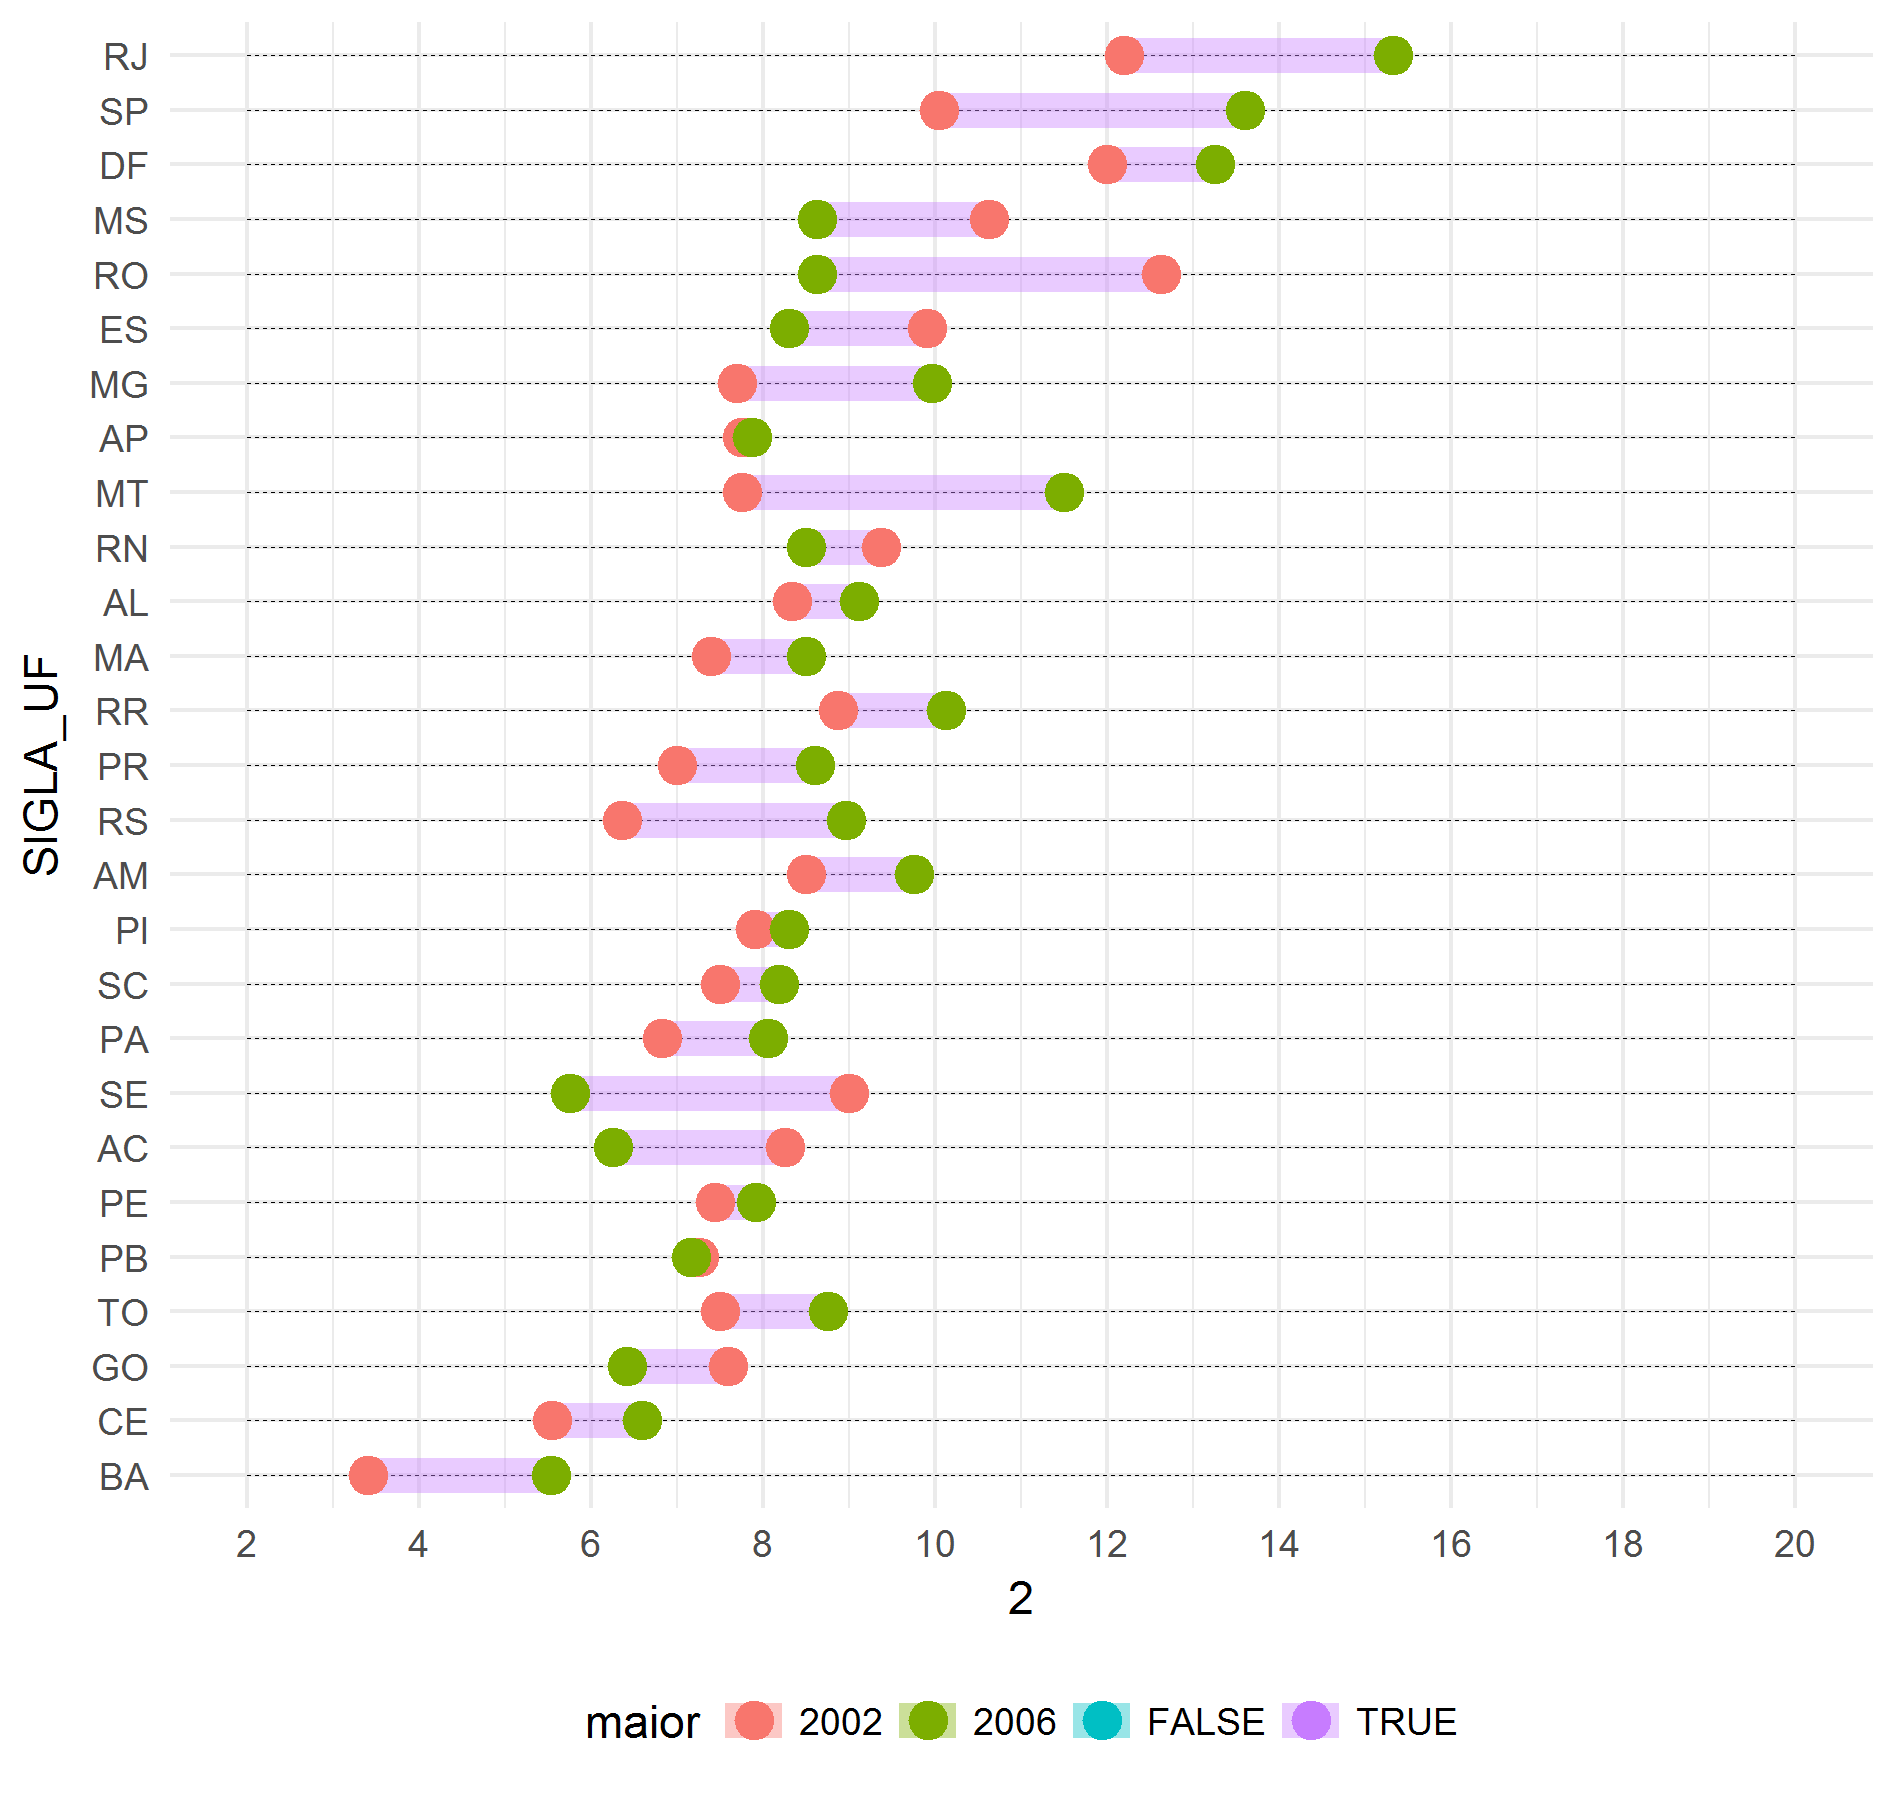 RJ
SP
DF
MS
RO
ES
MG
AP
MT
RN
AL
MA
RR
PR
RS
AM
PI
SC
PA
SE
AC
PE
PB
TO
GO
CE
BA
SIGLA_UF
2 4 6 8 10 12 14 16 18 20
2
maior 2002 2006 FALSE TRUE